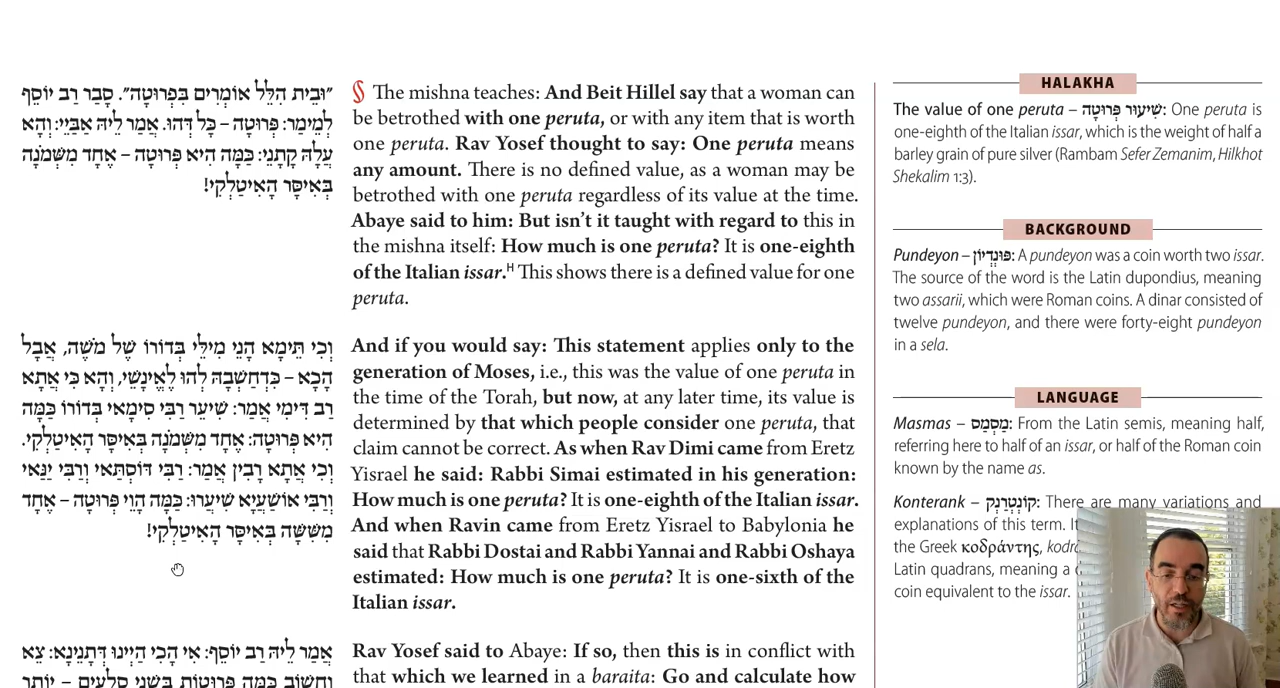 ״וּבֵית הִלֵּל אוֹמְרִים בִּפְרוּטָה״. סָבַר רַב יוֹסֵף
לְמֵימַר: פְּרוּטָה – כָּל דְּהוּ. אֲמַר לֵיהּ אַבַּיֵי: וְהָא
עֲלַהּ קָתָנֵי: כַּמָּה הִיא פְּרוּטָה – אֶחָד מִשְּׁמֹנָה
בְּאִיסָּר הָאִיטַלְקִי!
וְכִי תֵּימָא הָנֵי מִילֵּי בְּדוֹרוֹ שֶׁל מֹשֶׁה, אֲבָל
הָכָא – כִּדְחַשְׁבַהּ לְהוּ לְאֱינָשֵׁי, וְהָא כִּי אֲתָא
רַב דִּימִי אָמַר: שִׁיעֵר רַבִּי סִימַאי בְּדוֹרוֹ כַּמָּה
הִיא פְּרוּטָה: אֶחָד מִשְּׁמֹנָה בְּאִיסָּר הָאִיטַלְקִי.
וְכִי אֲתָא רָבִין אָמַר: רַבִּי דּוֹסְתַּאי וְרַבִּי יַנַּאי
וְרַבִּי אוֹשַׁעְיָא שִׁיעֲרוּ: כַּמָּה הָוֵי פְּרוּטָה – אֶחָד
מִשִּׁשָּׁה בְּאִיסָּר הָאִיטַלְקִי!
אֲמַר לֵיהּ רַב יוֹסֵף: אִי הָכִי הַיְינוּ דְּתָנֵינָא: צֵא
וַחֲשׁוֹב כַּמָּה פְּרוּטוֹת בִּשְׁנֵי סְלָעִים – יוֹתֵר
§ The mishna teaches: And Beit Hillel say that a woman can
be betrothed with one peruta, or with any item that is worth
one peruta. Rav Yosef thought to say: One peruta means
any amount. There is no defined value, as a woman may be
betrothed with one peruta regardless of its value at the time.
Abaye said to him: But isn't it taught with regard to this in
the mishna itself: How much is one peruta? It is one-eighth
of the Italian issar.H This shows there is a defined value for one
peruta.
And if you would say: This statement applies only to the
generation of Moses, i.e., this was the value of one peruta in
the time of the Torah, but now, at any later time, its value is
determined by that which people consider one peruta, that
claim cannot be correct. As when Rav Dimi came from Eretz
Yisrael he said: Rabbi Simai estimated in his generation:
How much is one peruta? It is one-eighth of the Italian issar.
And when Ravin came from Eretz Yisrael to Babylonia he
said that Rabbi Dostai and Rabbi Yannai and Rabbi Oshaya
estimated: How much is one peruta? It is one-sixth of the
Italian issar.
Rav Yosef said to Abaye: If so, then this is in conflict with
that which we learned in a baraita: Go and calculate how
HALAKHA
The value of one peruta – שִׁיעוּר פְּרוּטָה: One peruta is
one-eighth of the Italian issar, which is the weight of half a
barley grain of pure silver (Rambam Sefer Zemanim, Hilkhot
Shekalim 1:3).
BACKGROUND
Pundeyon – פּוּנְדְּיוֹן: A pundeyon was a coin worth two issar.
The source of the word is the Latin dupondius, meaning
two assarii, which were Roman coins. A dinar consisted of
twelve pundeyon, and there were forty-eight pundeyon
in a sela.
LANGUAGE
Masmas – מַסְמַס: From the Latin semis, meaning half,
referring here to half of an issar, or half of the Roman coin
known by the name as.
Konterank – קוֹנְטְרַנְק: There are many variations and
explanations of this term.
the Greek κοδράντης,
Latin quadrans, meaning a
coin equivalent to the issar.